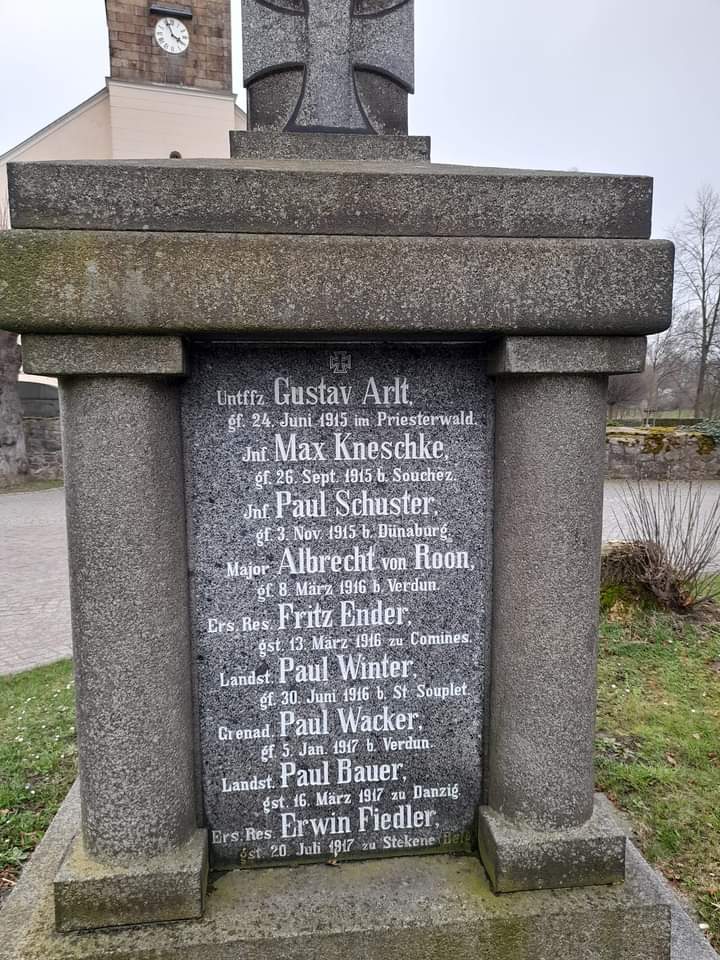 Untffz Gustav Arlt,
gf. 24. Juni 1915 im Priesterwald.
Jnf. Max Kneschke,
gf. 26. Sept. 1915 b. Souchez.
Jnf. Paul Schuster,
gf. 3. Nov. 1915 b. Dünaburg.
Major Albrecht von Roon,
gf. 8. März 1916 b. Verdun.
Ers. Res. Fritz Ender,
gst. 13. März 1916 zu Comines.
Landst. Paul Winter,
gf. 30. Juni 1916 b. St. Souplet.
Grenad. Paul Wacker,
gf. 5. Jan. 1917 b. Verdun.
Landst. Paul Bauer,
gst. 16. März 1917 zu Danzig.
Ers. Res. Erwin Fiedler,
gst. 20. Juli 1917 zu Stekene